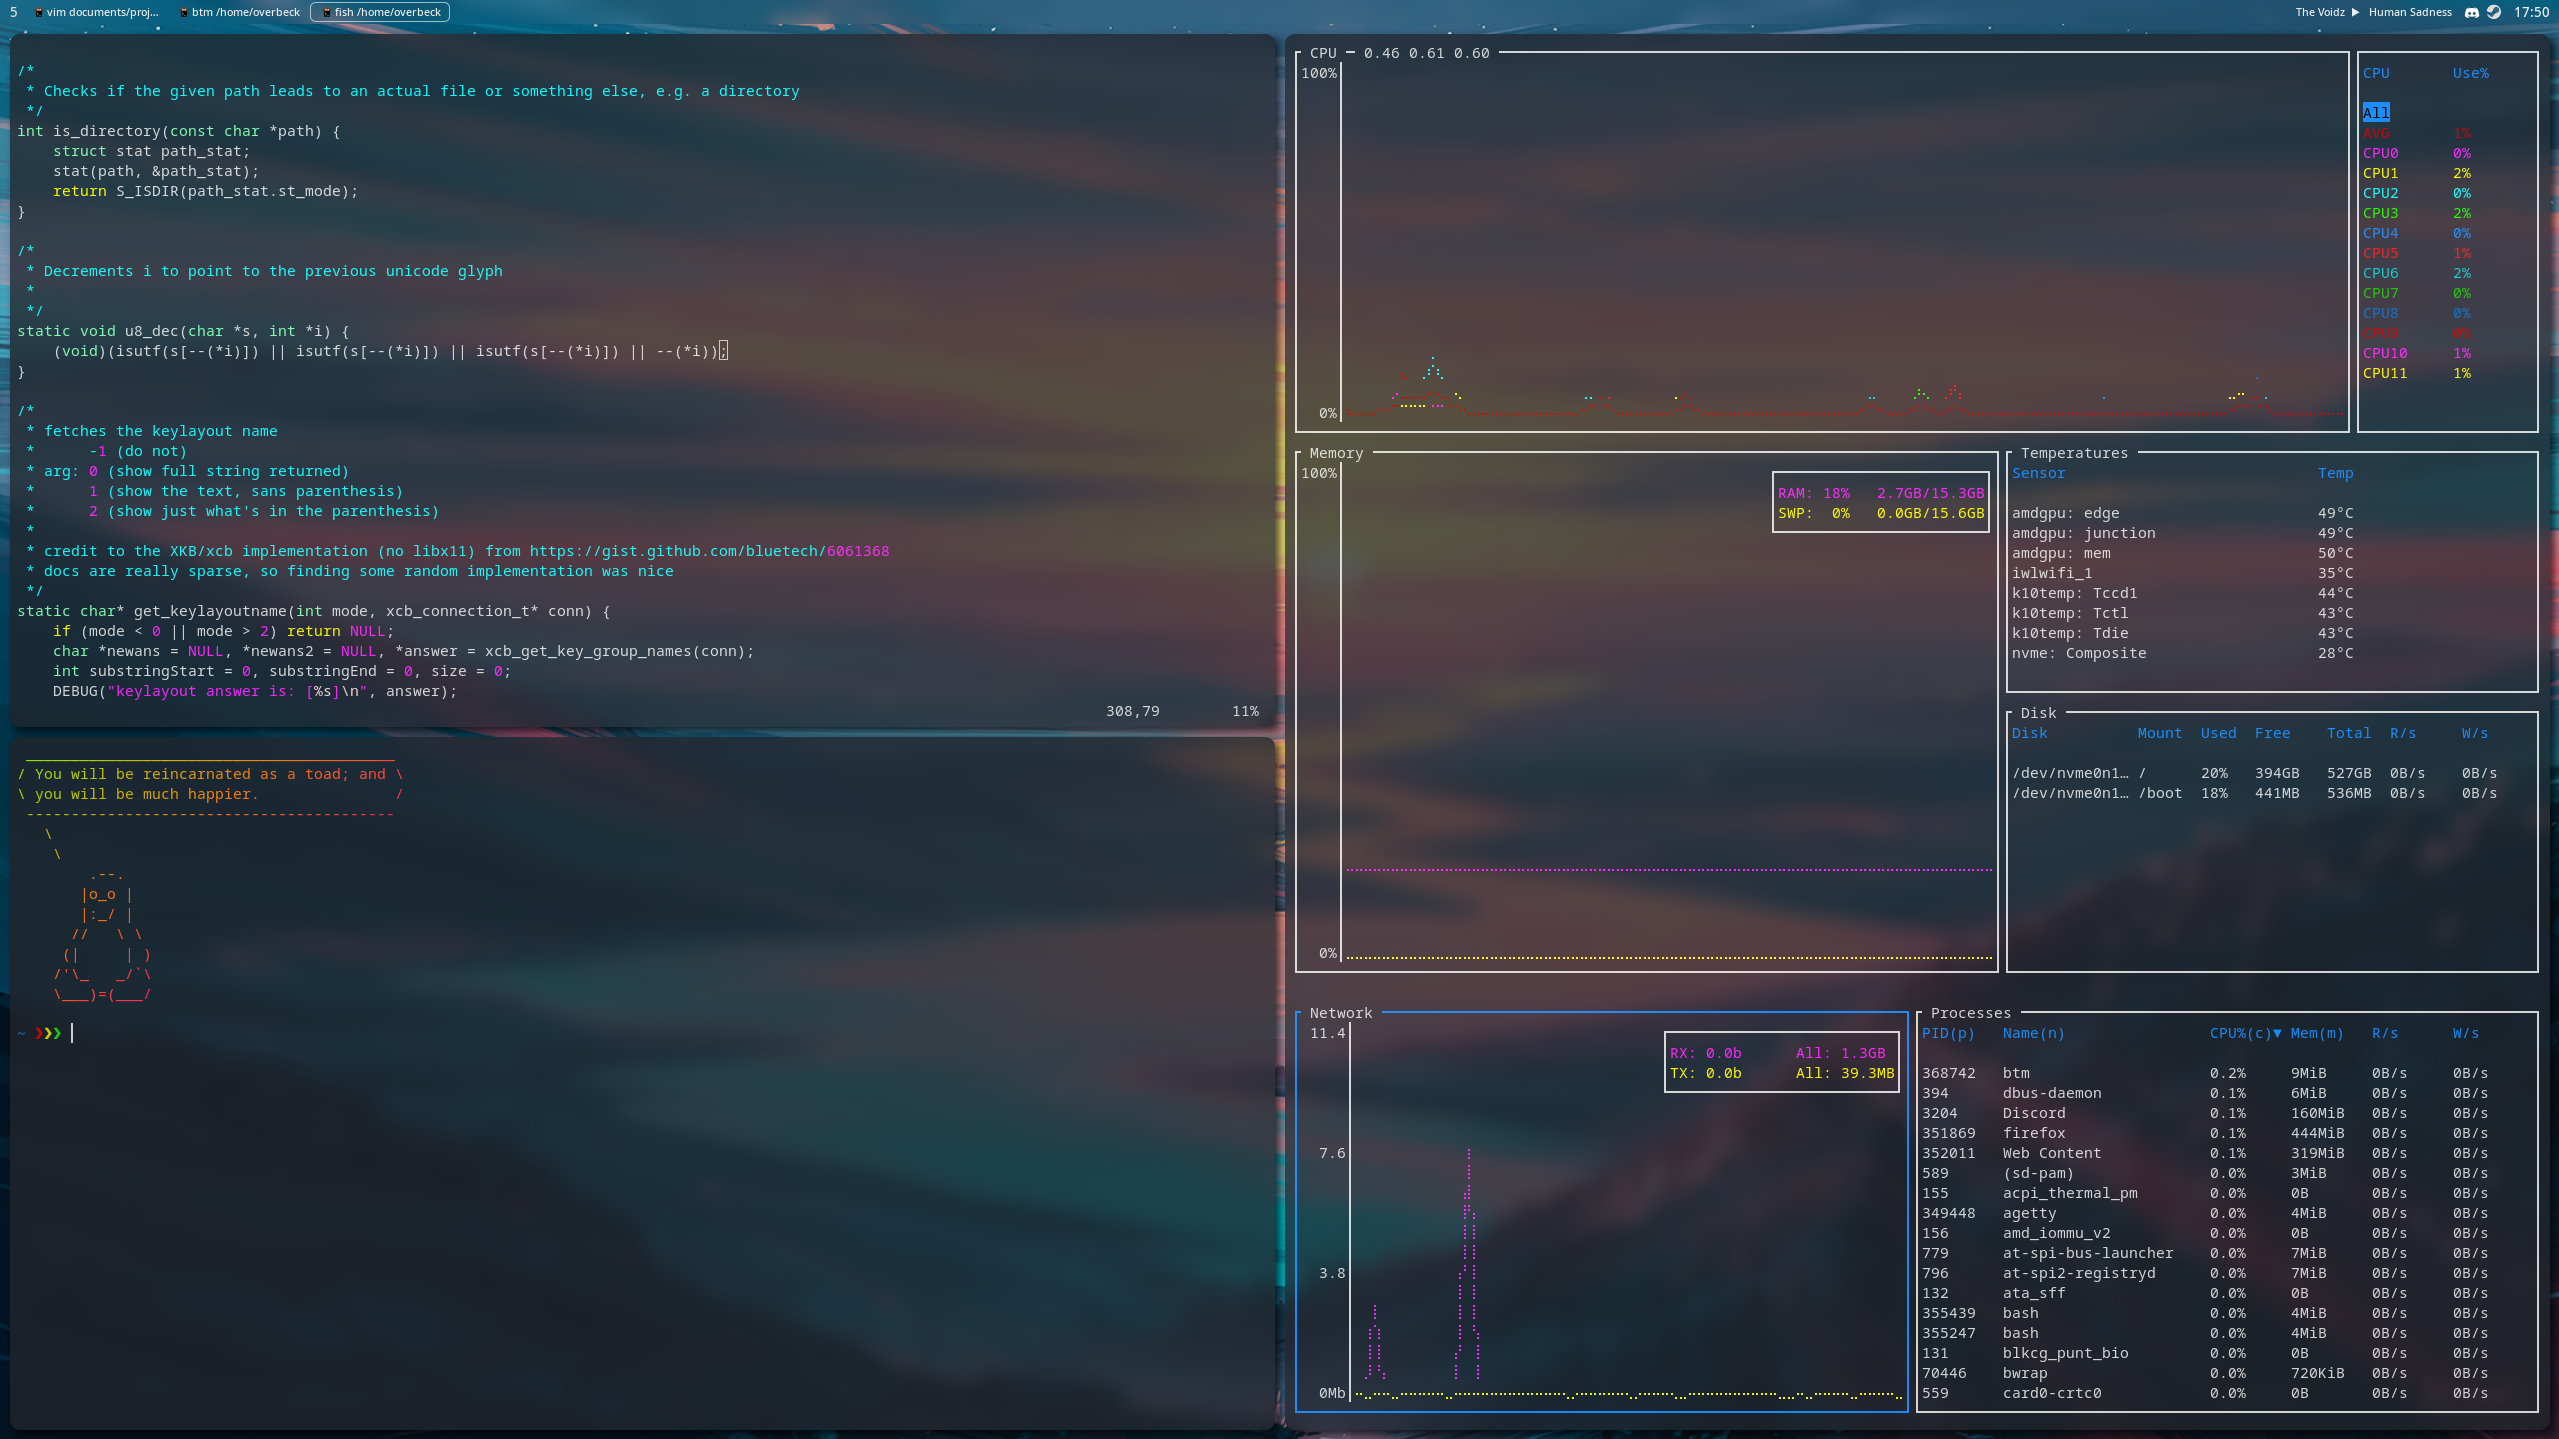 5 vim documents/proj... btm /home/overbeck fish /home/overbeck The Voidz ▶ Human Sadness 17:50
/*
 * Checks if the given path leads to an actual file or something else, e.g. a directory
 */
int is_directory(const char *path) {
    struct stat path_stat;
    stat(path, &path_stat);
    return S_ISDIR(path_stat.st_mode);
}
/*
 * Decrements i to point to the previous unicode glyph
 *
 */
static void u8_dec(char *s, int *i) {
    (void)(isutf(s[--(*i)]) || isutf(s[--(*i)]) || isutf(s[--(*i)]) || --(*i));
}
/*
 * fetches the keylayout name
 *      -1 (do not)
 * arg: 0 (show full string returned)
 *      1 (show the text, sans parenthesis)
 *      2 (show just what's in the parenthesis)
 *
 * credit to the XKB/xcb implementation (no libx11) from https://gist.github.com/bluetech/6061368
 * docs are really sparse, so finding some random implementation was nice
 */
static char* get_keylayoutname(int mode, xcb_connection_t* conn) {
    if (mode < 0 || mode > 2) return NULL;
    char *newans = NULL, *newans2 = NULL, *answer = xcb_get_key_group_names(conn);
    int substringStart = 0, substringEnd = 0, size = 0;
    DEBUG("keylayout answer is: [%s]\n", answer);
308,79 11%
 _________________________________________
/ You will be reincarnated as a toad; and \
\ you will be much happier.               /
 -----------------------------------------
   \
    \
        .--.
       |o_o |
       |:_/ |
      //   \ \
     (|     | )
    /'\_   _/`\
    \___)=(___/
~ ❯❯❯
CPU 0.46 0.61 0.60
100%
0%
CPU Use%
All
AVG 1%
CPU0 0%
CPU1 2%
CPU2 0%
CPU3 2%
CPU4 0%
CPU5 1%
CPU6 2%
CPU7 0%
CPU8 0%
CPU9 0%
CPU10 1%
CPU11 1%
Memory
100%
RAM: 18% 2.7GB/15.3GB
SWP: 0% 0.0GB/15.6GB
0%
Temperatures
Sensor Temp
amdgpu: edge 49°C
amdgpu: junction 49°C
amdgpu: mem 50°C
iwlwifi_1 35°C
k10temp: Tccd1 44°C
k10temp: Tctl 43°C
k10temp: Tdie 43°C
nvme: Composite 28°C
Disk
Disk Mount Used Free Total R/s W/s
/dev/nvme0n1… / 20% 394GB 527GB 0B/s 0B/s
/dev/nvme0n1… /boot 18% 441MB 536MB 0B/s 0B/s
Network
11.4
RX: 0.0b All: 1.3GB
TX: 0.0b All: 39.3MB
7.6
3.8
0Mb
Processes
PID(p) Name(n) CPU%(c)▼ Mem(m) R/s W/s
368742 btm 0.2% 9MiB 0B/s 0B/s
394 dbus-daemon 0.1% 6MiB 0B/s 0B/s
3204 Discord 0.1% 160MiB 0B/s 0B/s
351869 firefox 0.1% 444MiB 0B/s 0B/s
352011 Web Content 0.1% 319MiB 0B/s 0B/s
589 (sd-pam) 0.0% 3MiB 0B/s 0B/s
155 acpi_thermal_pm 0.0% 0B 0B/s 0B/s
349448 agetty 0.0% 4MiB 0B/s 0B/s
156 amd_iommu_v2 0.0% 0B 0B/s 0B/s
779 at-spi-bus-launcher 0.0% 7MiB 0B/s 0B/s
796 at-spi2-registryd 0.0% 7MiB 0B/s 0B/s
132 ata_sff 0.0% 0B 0B/s 0B/s
355439 bash 0.0% 4MiB 0B/s 0B/s
355247 bash 0.0% 4MiB 0B/s 0B/s
131 blkcg_punt_bio 0.0% 0B 0B/s 0B/s
70446 bwrap 0.0% 720KiB 0B/s 0B/s
559 card0-crtc0 0.0% 0B 0B/s 0B/s